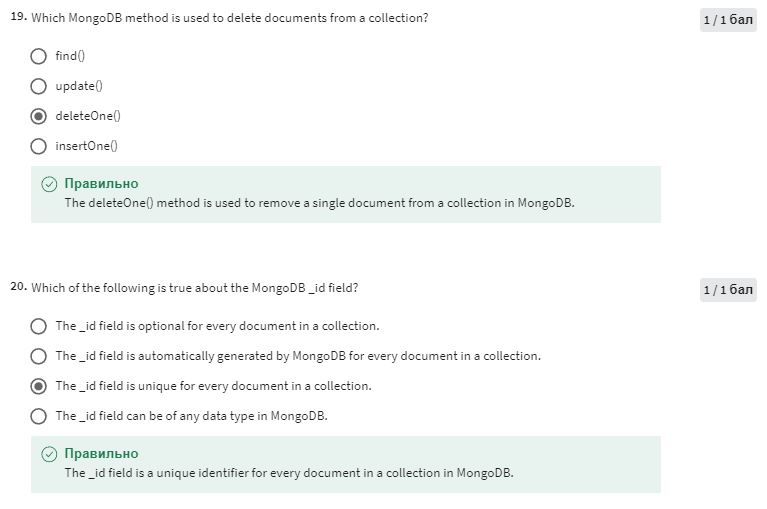 19. Which MongoDB method is used to delete documents from a collection?
1 / 1 бал
find()
update()
deleteOne()
insertOne()
Правильно
The deleteOne() method is used to remove a single document from a collection in MongoDB.
20. Which of the following is true about the MongoDB _id field?
1 / 1 бал
The _id field is optional for every document in a collection.
The _id field is automatically generated by MongoDB for every document in a collection.
The _id field is unique for every document in a collection.
The _id field can be of any data type in MongoDB.
Правильно
The _id field is a unique identifier for every document in a collection in MongoDB.